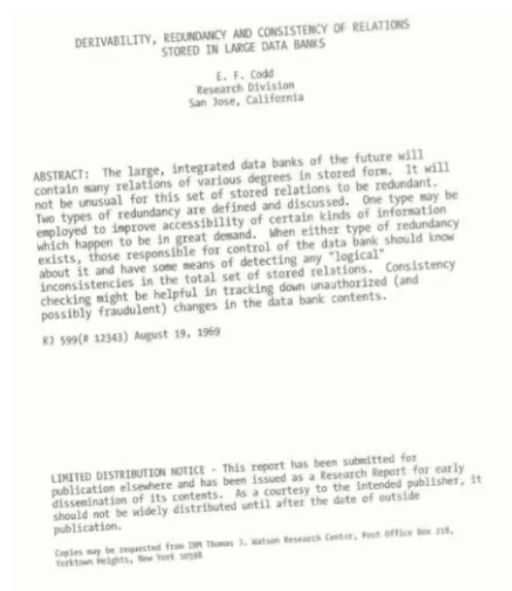 DERIVABILITY, REDUNDANCY AND CONSISTENCY OF RELATIONS
STORED IN LARGE DATA BANKS
E. F. Codd
Research Division
San Jose, California
ABSTRACT: The large, integrated data banks of the future will
contain many relations of various degrees in stored form. It will
not be unusual for this set of stored relations to be redundant.
Two types of redundancy are defined and discussed. One type may be
employed to improve accessibility of certain kinds of information
which happen to be in great demand. When either type of redundancy
exists, those responsible for control of the data bank should know
about it and have some means of detecting any "logical"
inconsistencies in the total set of stored relations. Consistency
checking might be helpful in tracking down unauthorized (and
possibly fraudulent) changes in the data bank contents.
RJ 599(# 12343) August 19, 1969
LIMITED DISTRIBUTION NOTICE - This report has been submitted for
publication elsewhere and has been issued as a Research Report for early
dissemination of its contents. As a courtesy to the intended publisher, it
should not be widely distributed until after the date of outside
publication.
Copies may be requested from IBM Thomas J. Watson Research Center, Post Office Box 218,
Yorktown Heights, New York 10598